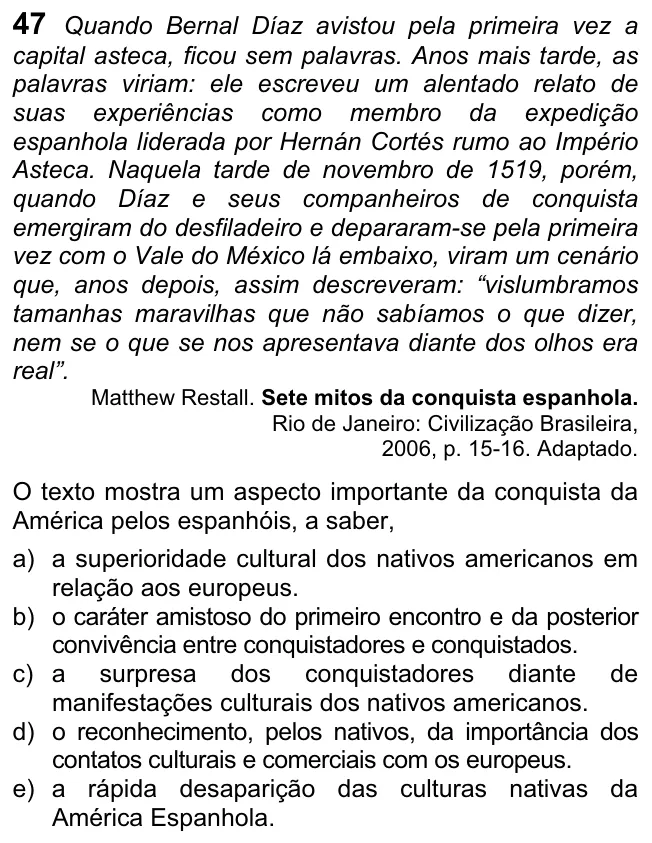 47 Quando Bernal Díaz avistou pela primeira vez a
capital asteca, ficou sem palavras. Anos mais tarde, as
palavras viriam: ele escreveu um alentado relato de
suas experiências como membro da expedição
espanhola liderada por Hernán Cortés rumo ao Império
Asteca. Naquela tarde de novembro de 1519, porém,
quando Díaz e seus companheiros de conquista
emergiram do desfiladeiro e depararam-se pela primeira
vez com o Vale do México lá embaixo, viram um cenário
que, anos depois, assim descreveram: “vislumbramos
tamanhas maravilhas que não sabíamos o que dizer,
nem se o que se nos apresentava diante dos olhos era
real”.
Matthew Restall. Sete mitos da conquista espanhola.
Rio de Janeiro: Civilização Brasileira,
2006, p. 15-16. Adaptado.
O texto mostra um aspecto importante da conquista da
América pelos espanhóis, a saber,
a) a superioridade cultural dos nativos americanos em
relação aos europeus.
b) o caráter amistoso do primeiro encontro e da posterior
convivência entre conquistadores e conquistados.
c) a surpresa dos conquistadores diante de
manifestações culturais dos nativos americanos.
d) o reconhecimento, pelos nativos, da importância dos
contatos culturais e comerciais com os europeus.
e) a rápida desaparição das culturas nativas da
América Espanhola.